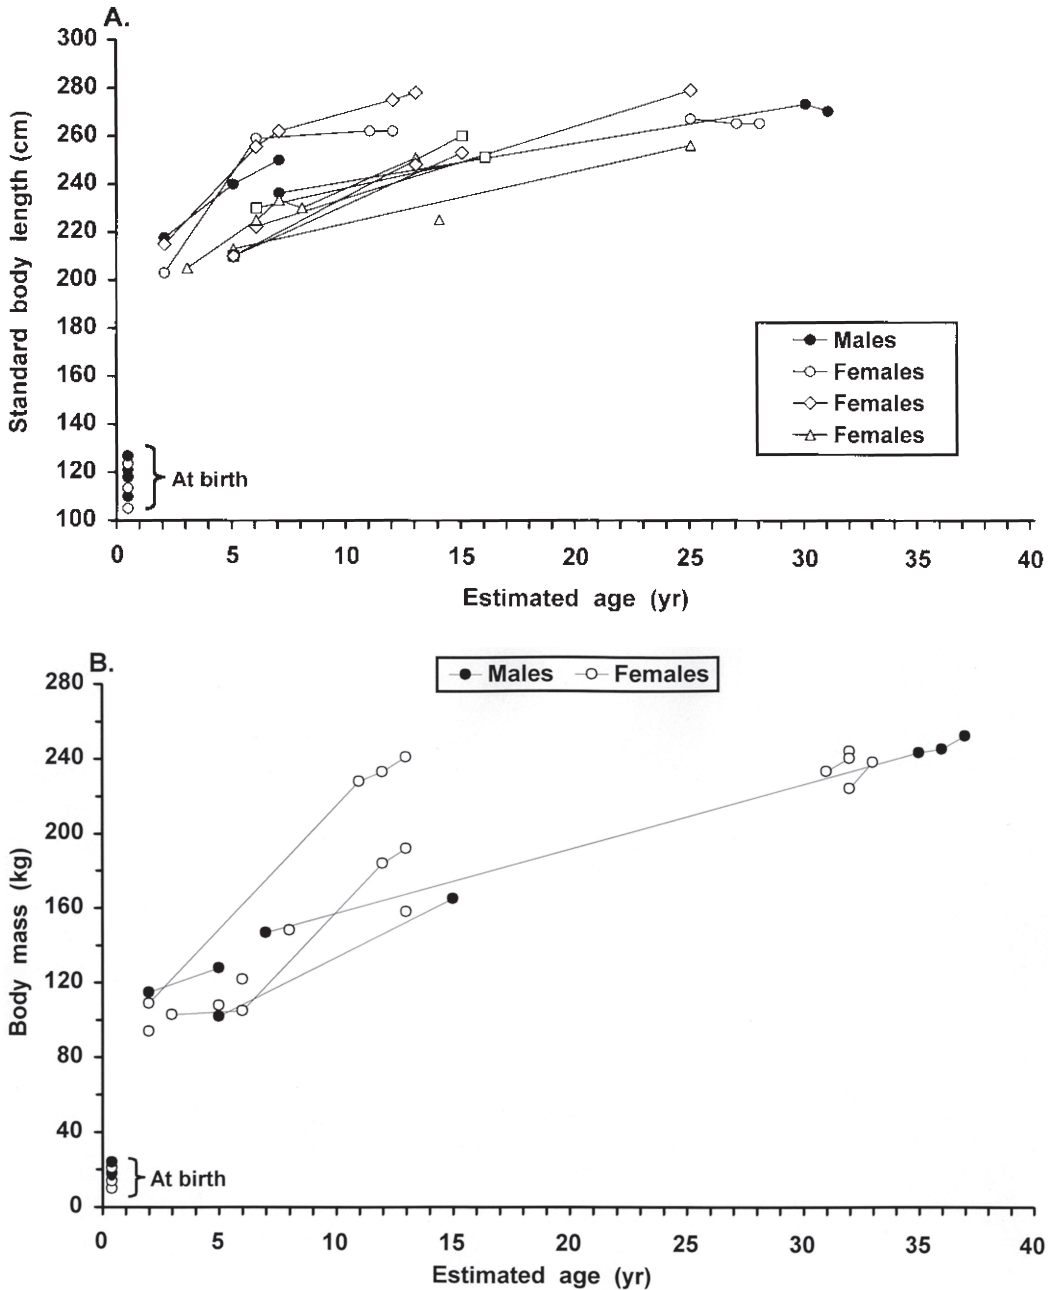 A.
300
280
260
240
220
200
180
160
140
120
100
Standard body length (cm)
Males
Females
Females
Females
At birth
0 5 10 15 20 25 30 35 40
Estimated age (yr)
B.
Males Females
280
240
200
160
120
80
40
0
Body mass (kg)
At birth
0 5 10 15 20 25 30 35 40
Estimated age (yr)